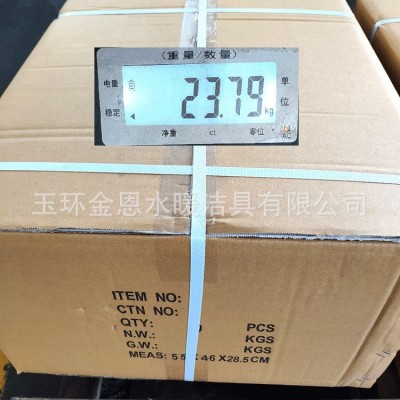 (重量/数量)
电量 23.79 kg 单位
稳定
净重 ct 零位 AC
玉环金恩水暖洁具有限公司
ITEM NO:
CTN NO:
QTY: 0 PCS
N.W.: KGS
G.W.: KGS
MEAS: 55X46X28.5CM